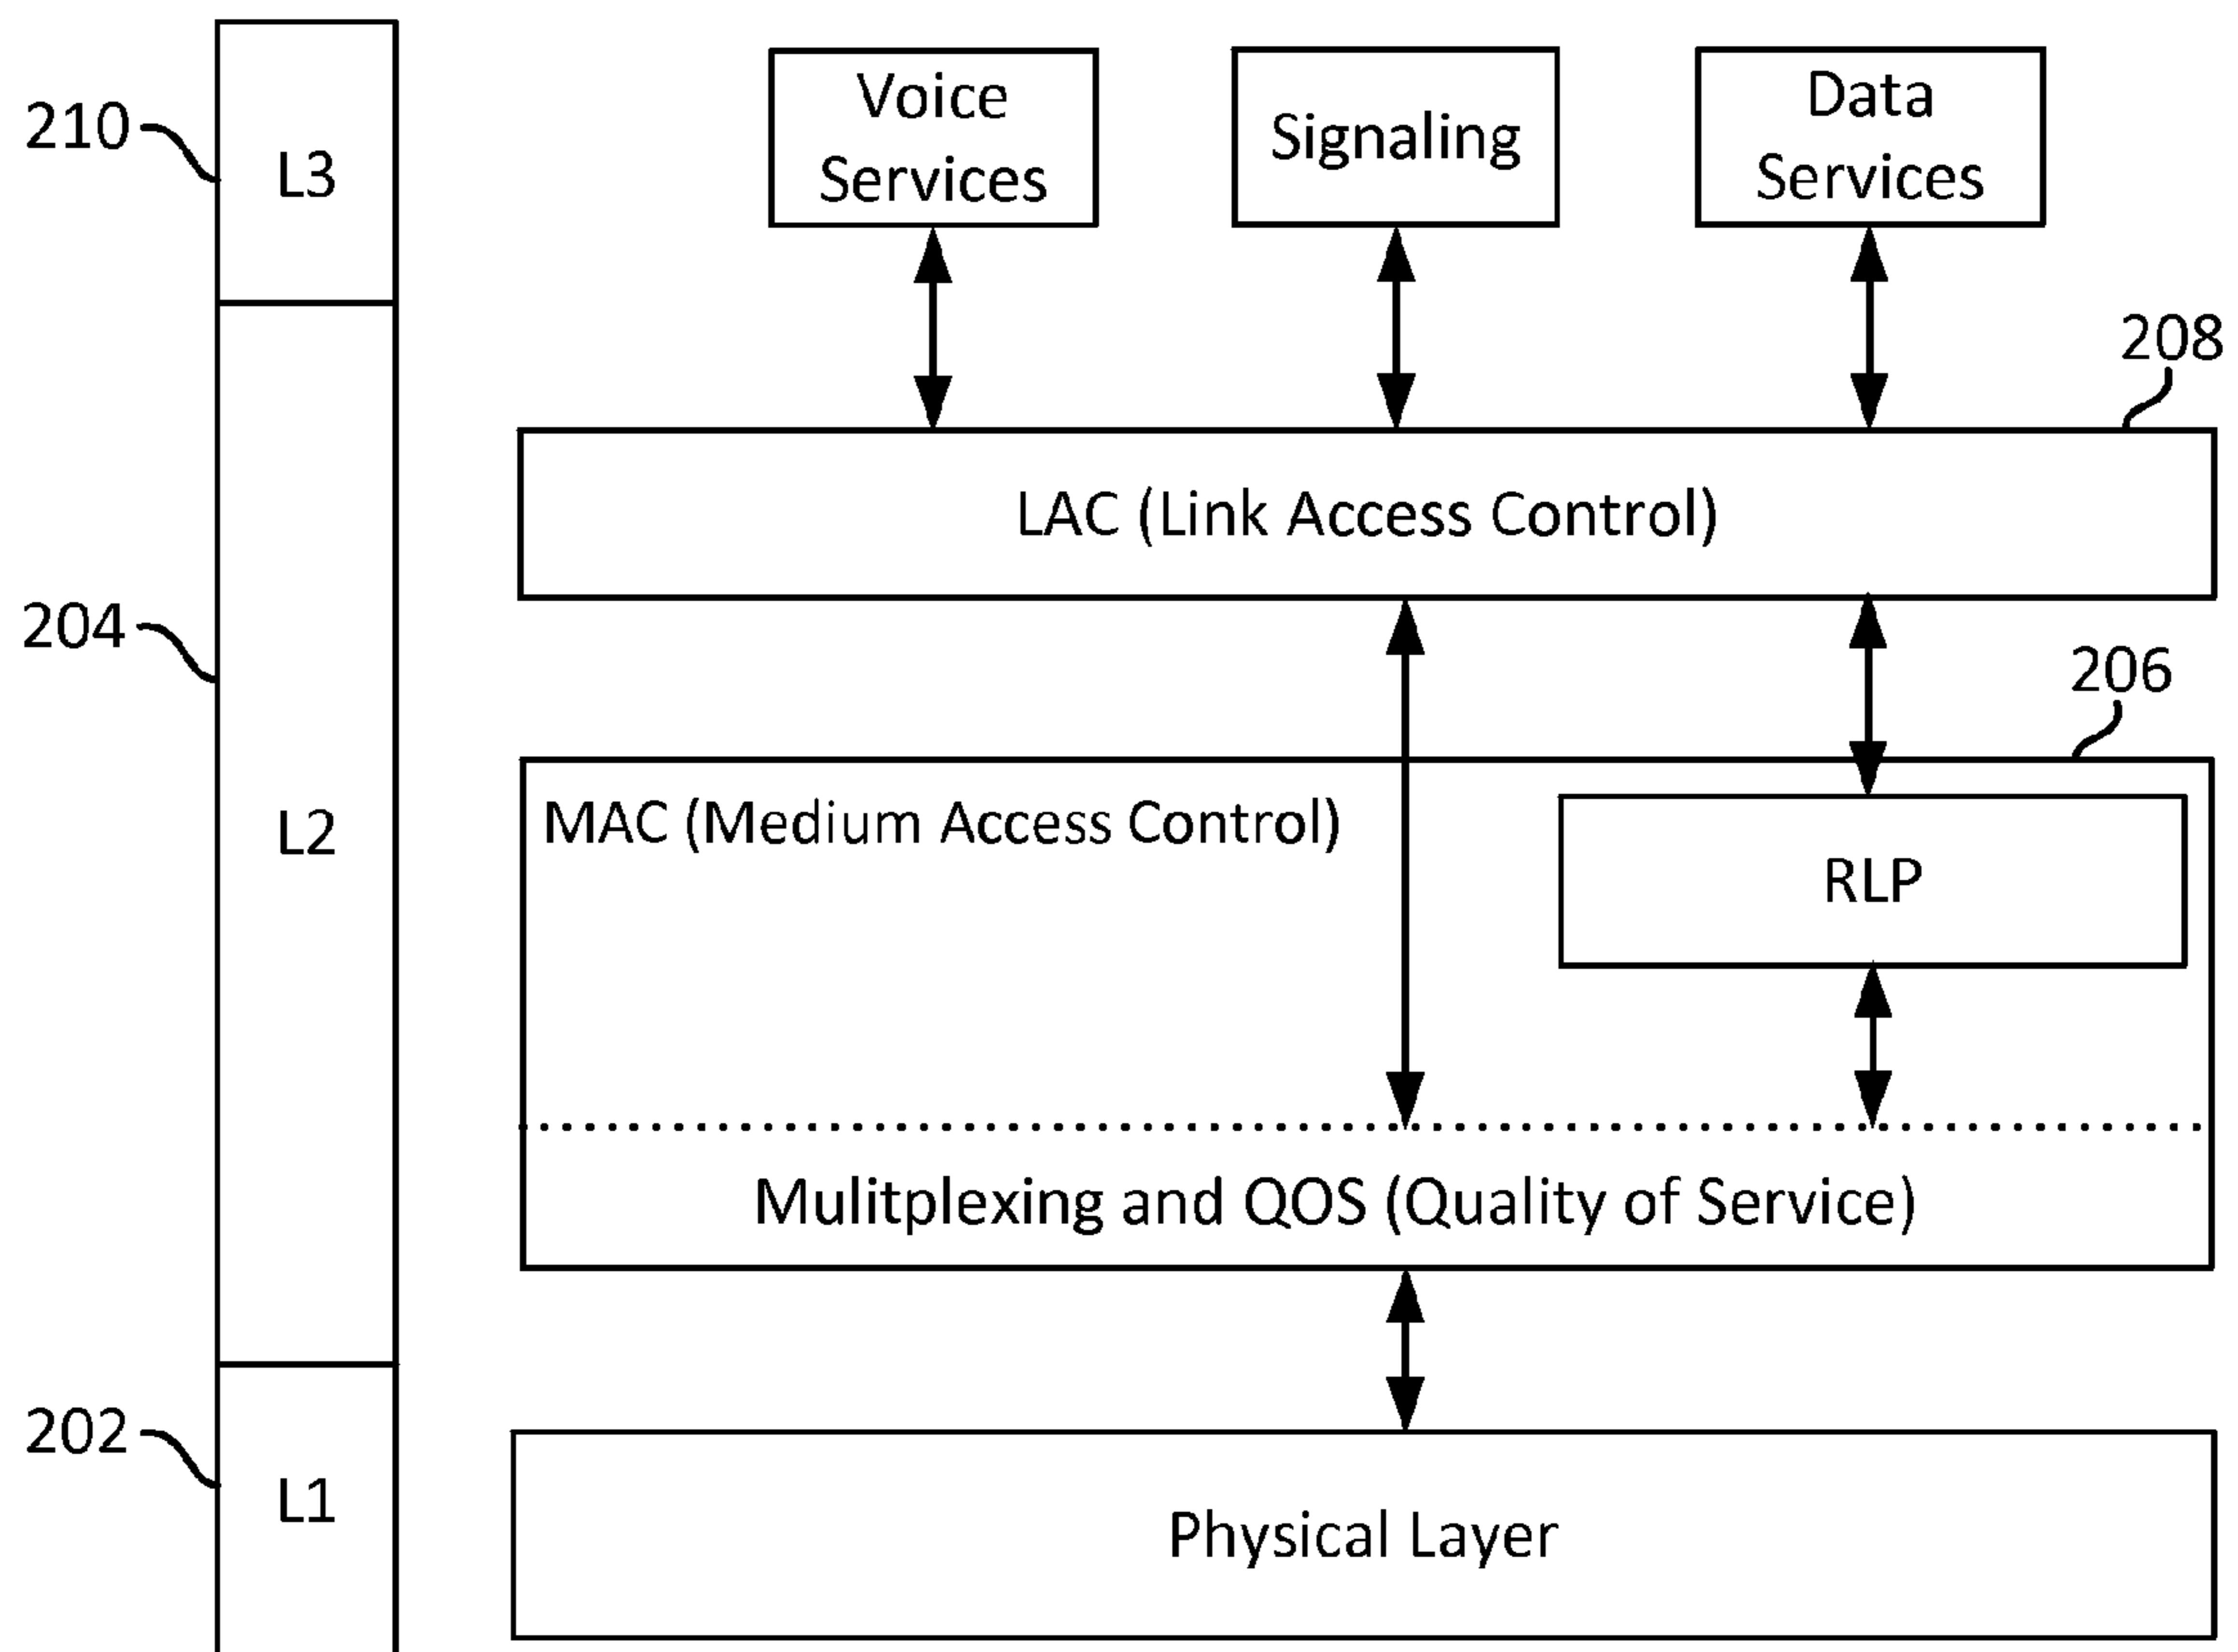 210
L3
Voice
Services
Signaling
Data
Services
208
LAC (Link Access Control)
204
L2
206
MAC (Medium Access Control)
RLP
Mulitplexing and QOS (Quality of Service)
202
L1
Physical Layer